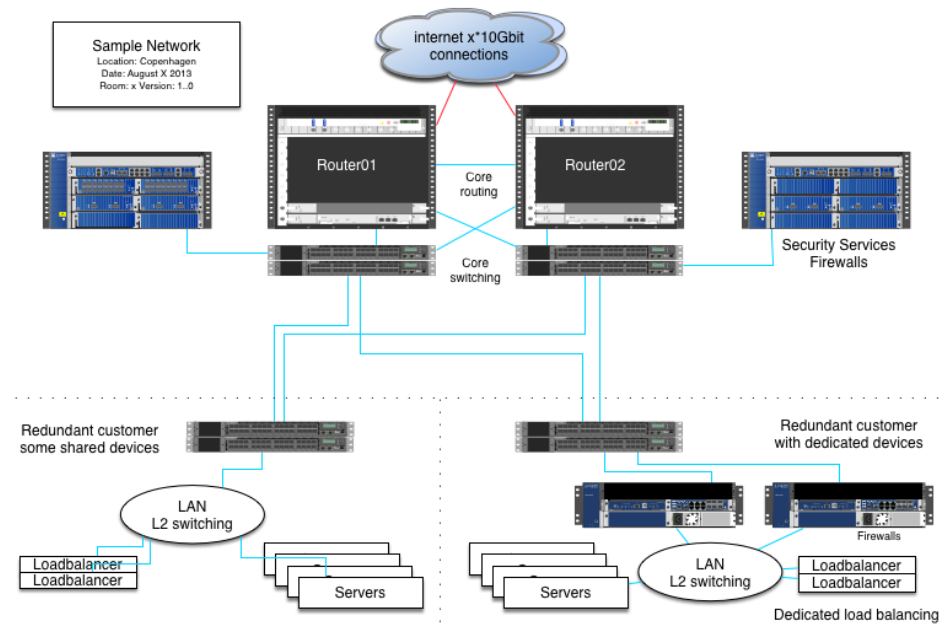 internet x*10Gbit
connections
Sample Network
Location: Copenhagen
Date: August X 2013
Room: x Version: 1..0
Router01
Router02
Core
routing
Security Services
Firewalls
Core
switching
Redundant customer
some shared devices
Redundant customer
with dedicated devices
LAN
L2 switching
Firewalls
Loadbalancer
Loadbalancer
Servers
Servers
LAN
L2 switching
Loadbalancer
Loadbalancer
Dedicated load balancing